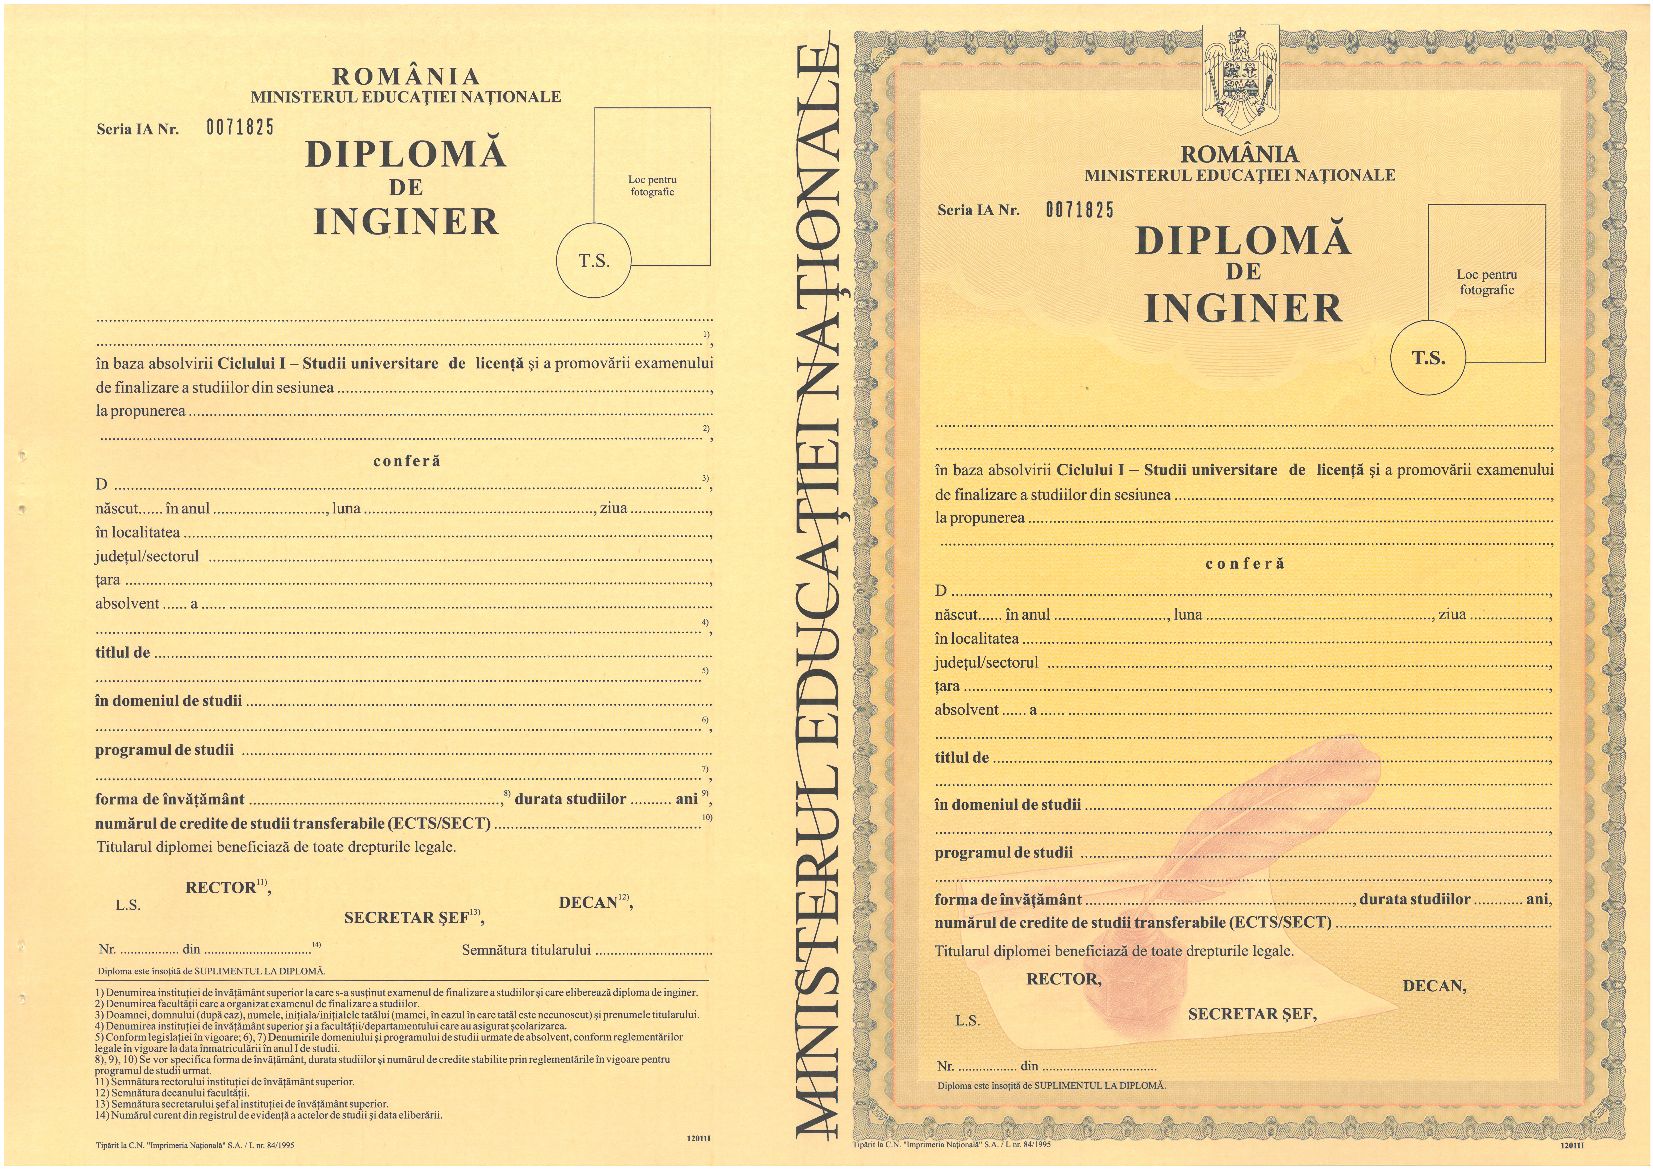 ROMÂNIA
MINISTERUL EDUCAŢIEI NAŢIONALE
Seria IA Nr. 0071825
DIPLOMĂ
DE
INGINER
Loc pentru
fotografie
T.S.
1)
,
în baza absolvirii Ciclului I – Studii universitare de licenţă şi a promovării examenului
de finalizare a studiilor din sesiunea ..........,
la propunerea ..........
.......... 2),
conferă
D .......... 3),
născut...... în anul .........., luna .........., ziua ..........,
în localitatea ..........,
judeţul/sectorul ..........,
ţara ..........,
absolvent ...... a ..........
.......... 4),
titlul de ..........
.......... 5)
în domeniul de studii ..........
.......... 6),
programul de studii ..........
.......... 7),
forma de învăţământ ..........,8) durata studiilor .......... ani 9),
numărul de credite de studii transferabile (ECTS/SECT) .......... 10)
Titularul diplomei beneficiază de toate drepturile legale.
RECTOR11),
L.S.
DECAN12),
SECRETAR ŞEF13),
Nr. .......... din .......... 14)
Semnătura titularului ..........
Diploma este însoţită de SUPLIMENTUL LA DIPLOMĂ.
1) Denumirea instituţiei de învăţământ superior la care s-a susţinut examenul de finalizare a studiilor şi care eliberează diploma de inginer.
2) Denumirea facultăţii care a organizat examenul de finalizare a studiilor.
3) Doamnei, domnului (după caz), numele, iniţiala/iniţialele tatălui (mamei, în cazul în care tatăl este necunoscut) şi prenumele titularului.
4) Denumirea instituţiei de învăţământ superior şi a facultăţii/departamentului care au asigurat şcolarizarea.
5) Conform legislaţiei în vigoare; 6), 7) Denumirile domeniului şi programului de studii urmate de absolvent, conform reglementărilor
legale în vigoare la data înmatriculării în anul I de studii.
8), 9), 10) Se vor specifica forma de învăţământ, durata studiilor şi numărul de credite stabilite prin reglementările în vigoare pentru
programul de studii urmat.
11) Semnătura rectorului instituţiei de învăţământ superior.
12) Semnătura decanului facultăţii.
13) Semnătura secretarului şef al instituţiei de învăţământ superior.
14) Numărul curent din registrul de evidenţă a actelor de studii şi data eliberării.
Tipărit la C.N. "Imprimeria Naţională" S.A. / L nr. 84/1995
120111
MINISTERUL EDUCAŢIEI NAŢIONALE
ROMÂNIA
MINISTERUL EDUCAŢIEI NAŢIONALE
Seria IA Nr. 0071825
DIPLOMĂ
DE
INGINER
Loc pentru
fotografie
T.S.
..........
..........,
în baza absolvirii Ciclului I – Studii universitare de licenţă şi a promovării examenului
de finalizare a studiilor din sesiunea ..........,
la propunerea ..........
..........,
conferă
D ..........,
născut...... în anul .........., luna .........., ziua ..........,
în localitatea ..........,
judeţul/sectorul ..........,
ţara ..........,
absolvent ...... a ..........
..........,
titlul de ..........
..........
în domeniul de studii ..........
..........,
programul de studii ..........
..........,
forma de învăţământ .........., durata studiilor .......... ani,
numărul de credite de studii transferabile (ECTS/SECT) ..........
Titularul diplomei beneficiază de toate drepturile legale.
RECTOR,
DECAN,
L.S.
SECRETAR ŞEF,
Nr. .......... din ..........
Diploma este însoţită de SUPLIMENTUL LA DIPLOMĂ.
Tipărit la C.N. "Imprimeria Naţională" S.A. / L nr. 84/1995
120111